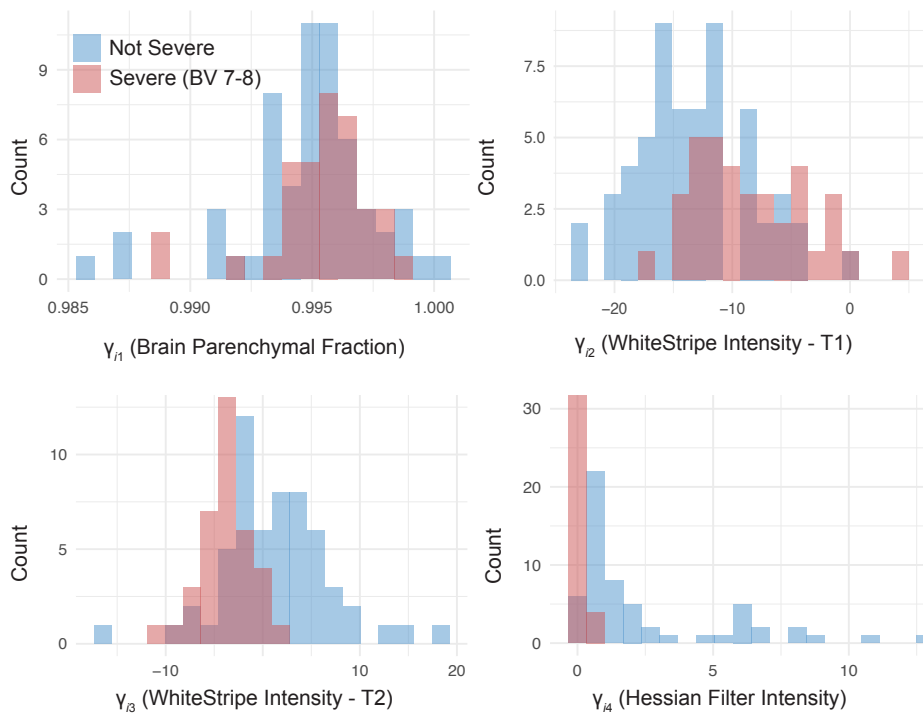 Not Severe
Severe (BV 7-8)
Count
9
6
3
0
0.985
0.990
0.995
1.000
γi1 (Brain Parenchymal Fraction)
Count
7.5
5.0
2.5
0.0
−20
−10
0
γi2 (WhiteStripe Intensity - T1)
Count
10
5
0
−10
0
10
20
γi3 (WhiteStripe Intensity - T2)
Count
30
20
10
0
0
5
10
γi4 (Hessian Filter Intensity)